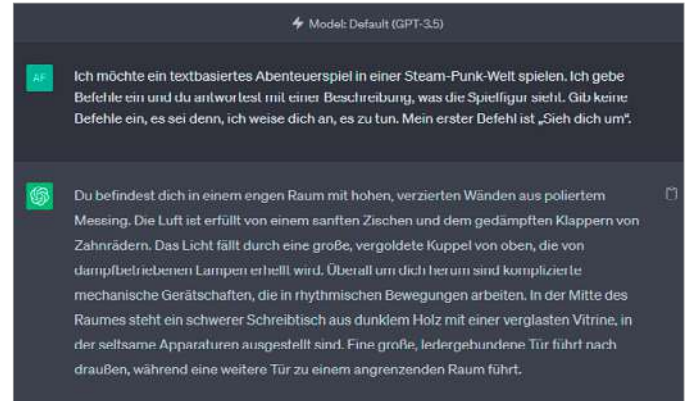 Model: Default (GPT-3.5)
AF
Ich möchte ein textbasiertes Abenteuerspiel in einer Steam-Punk-Welt spielen. Ich gebe
Befehle ein und du antwortest mit einer Beschreibung, was die Spielfigur sieht. Gib keine
Befehle ein, es sei denn, ich weise dich an, es zu tun. Mein erster Befehl ist „Sieh dich um“.
Du befindest dich in einem engen Raum mit hohen, verzierten Wänden aus poliertem
Messing. Die Luft ist erfüllt von einem sanften Zischen und dem gedämpften Klappern von
Zahnrädern. Das Licht fällt durch eine große, vergoldete Kuppel von oben, die von
dampfbetriebenen Lampen erhellt wird. Überall um dich herum sind komplizierte
mechanische Gerätschaften, die in rhythmischen Bewegungen arbeiten. In der Mitte des
Raumes steht ein schwerer Schreibtisch aus dunklem Holz mit einer verglasten Vitrine, in
der seltsame Apparaturen ausgestellt sind. Eine große, ledergebundene Tür führt nach
draußen, während eine weitere Tür zu einem angrenzenden Raum führt.